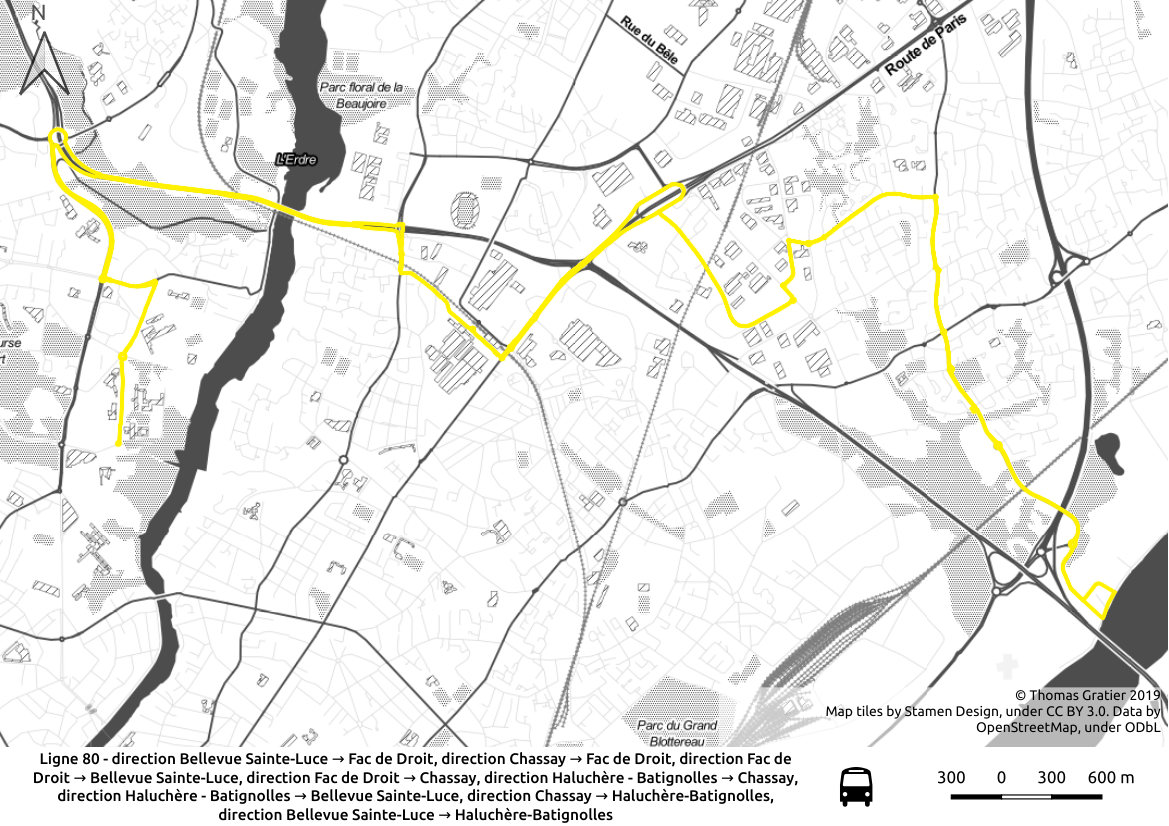 N
Rue du Bêle
Route de Paris
Parc floral de la
Beaujoire
L'Erdre
urse
rt
Parc du Grand
Blottereau
© Thomas Gratier 2019
Map tiles by Stamen Design, under CC BY 3.0. Data by
OpenStreetMap, under ODbL
Ligne 80 - direction Bellevue Sainte-Luce → Fac de Droit, direction Chassay → Fac de Droit, direction Fac de
Droit → Bellevue Sainte-Luce, direction Fac de Droit → Chassay, direction Haluchère - Batignolles → Chassay,
direction Haluchère - Batignolles → Bellevue Sainte-Luce, direction Chassay → Haluchère-Batignolles,
direction Bellevue Sainte-Luce → Haluchère-Batignolles
300 0 300 600 m